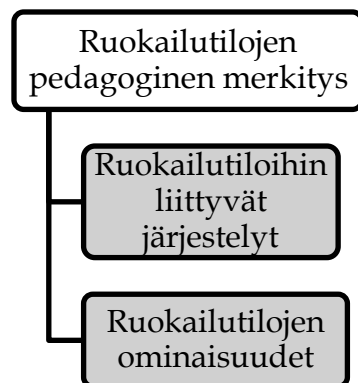 Ruokailutilojen
pedagoginen merkitys
Ruokailutiloihin
liittyvät
järjestelyt
Ruokailutilojen
ominaisuudet